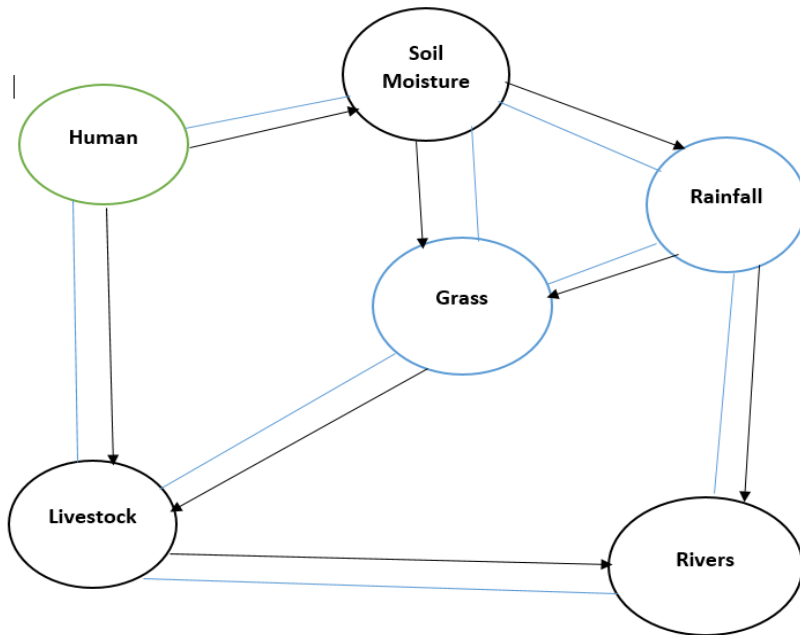 Soil
Moisture
Human
Rainfall
Grass
Livestock
Rivers